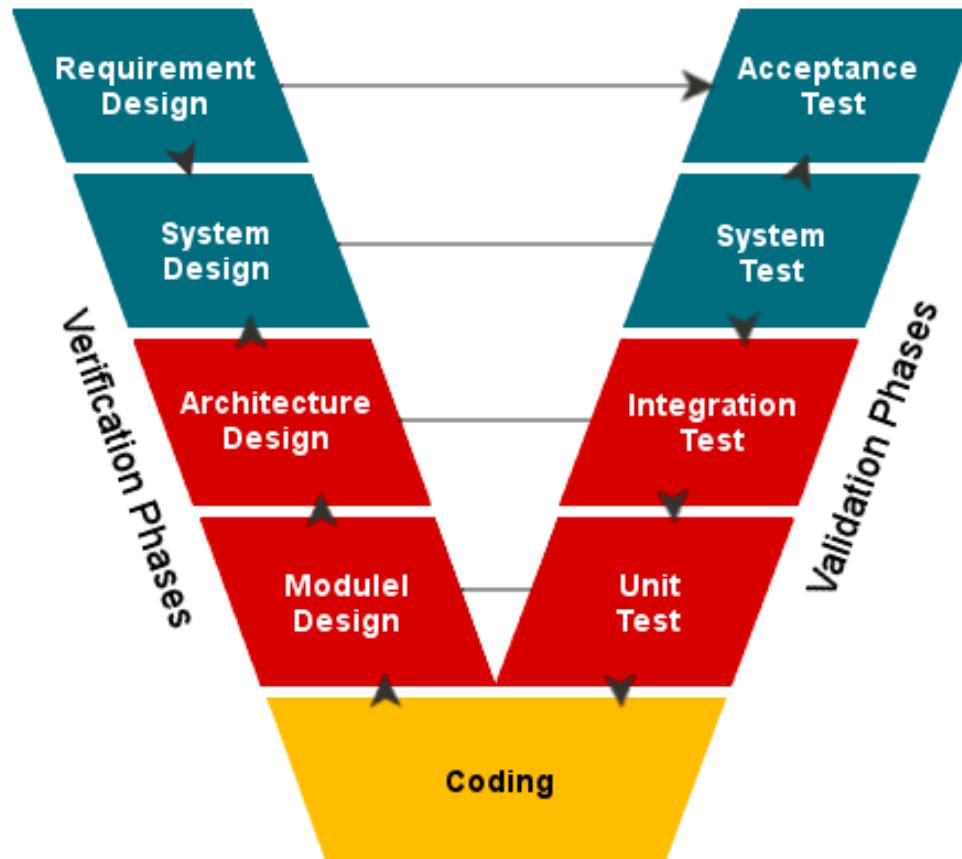 Requirement
Design
Acceptance
Test
System
Design
System
Test
Verification Phases
Validation Phases
Architecture
Design
Integration
Test
Modulel
Design
Unit
Test
Coding